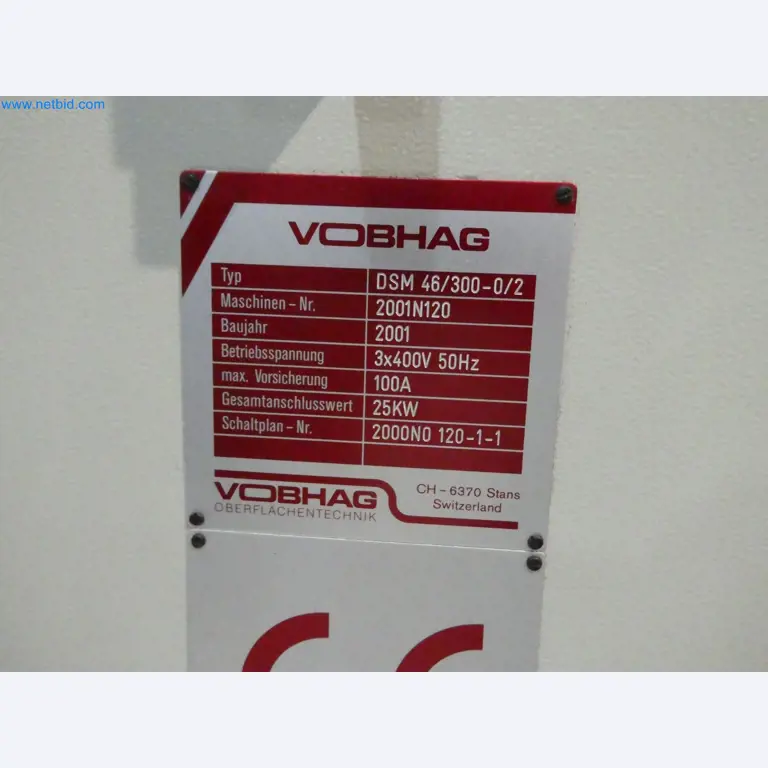 www.netbid.com
VOBHAG
Typ DSM 46/300-0/2
Maschinen-Nr. 2001N120
Baujahr 2001
Betriebsspannung 3x400V 50Hz
max. Vorsicherung 100A
Gesamtanschlusswert 25KW
Schaltplan-Nr. 2000N0 120-1-1
VOBHAG
OBERFLÄCHENTECHNIK
CH-6370 Stans
Switzerland
CE